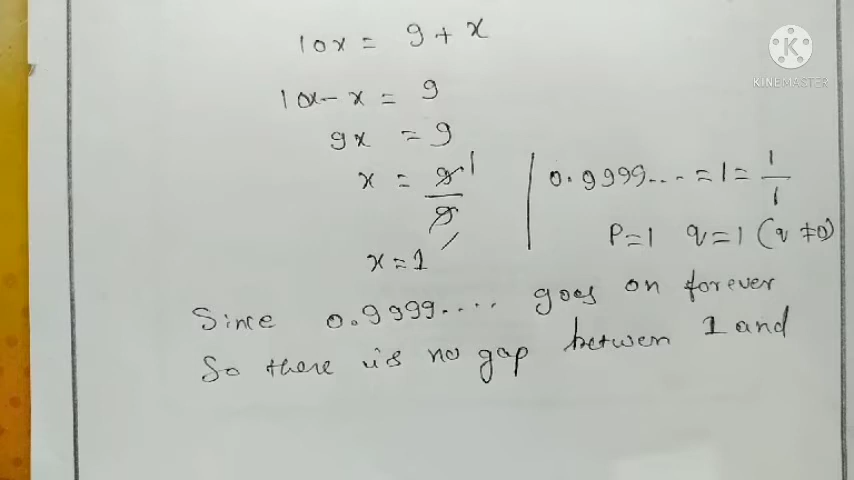 10x = 9 + x
10x - x = 9
9x = 9
x = 9/9 1
x = 1
0.9999... = 1 = 1/1
P=1 q=1 (q ≠0)
Since 0.9999.... goes on forever
So there is no gap between 1 and
K
KINEMASTER